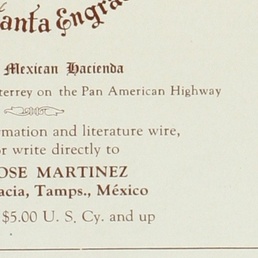 anta Engra
Mexican Hacienda
terrey on the Pan American Highway
mation and literature wire,
or write directly to
OSE MARTINEZ
acia, Tamps., México
$5.00 U. S. Cy. and up